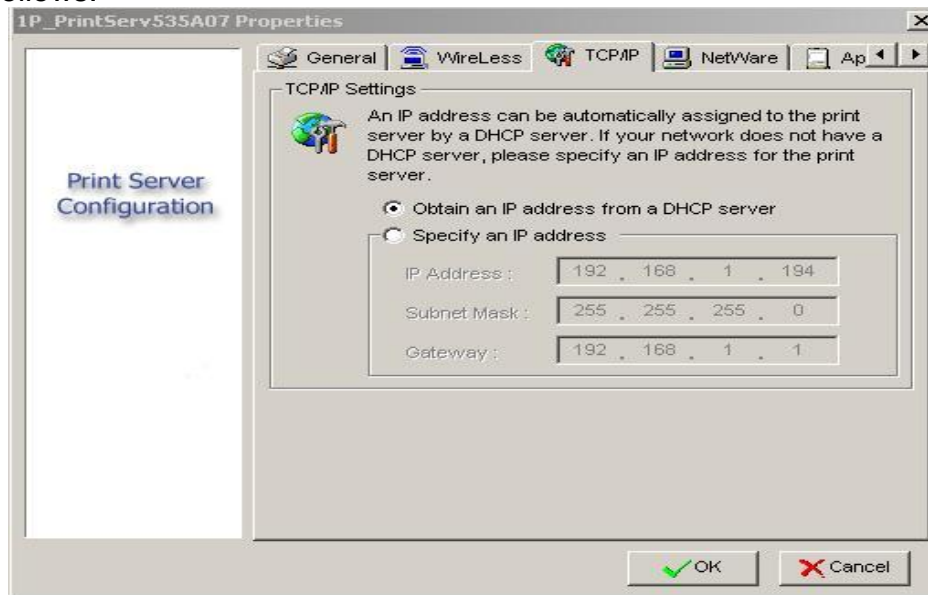 1P_PrintServ535A07 Properties
General WireLess TCP/IP NetWare Ap
TCP/IP Settings
An IP address can be automatically assigned to the print
server by a DHCP server. If your network does not have a
DHCP server, please specify an IP address for the print
server.
Print Server
Configuration
Obtain an IP address from a DHCP server
Specify an IP address
IP Address : 192 . 168 . 1 . 194
Subnet Mask : 255 . 255 . 255 . 0
Gateway : 192 . 168 . 1 . 1
OK Cancel